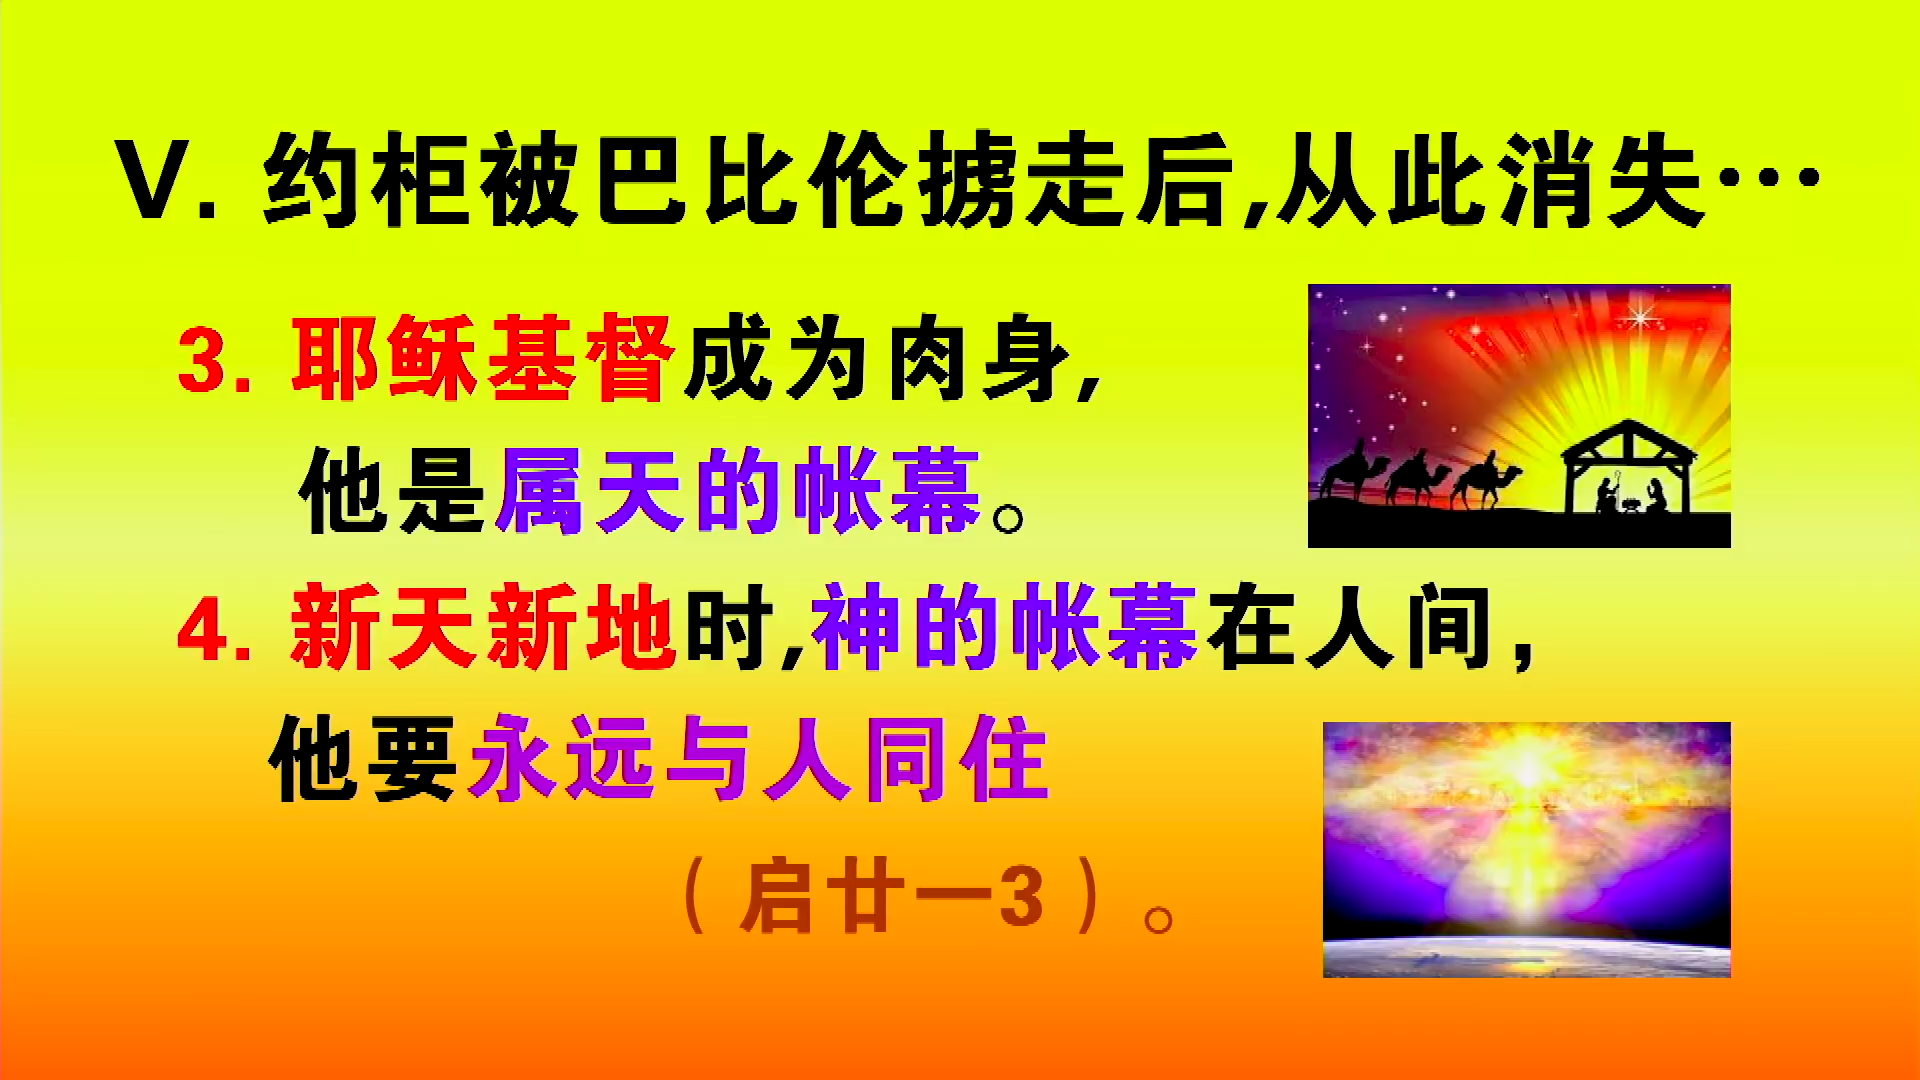 V. 约柜被巴比伦掳走后,从此消失…
3. 耶稣基督成为肉身,
他是属天的帐幕。
4. 新天新地时,神的帐幕在人间，
他要永远与人同住
（启廿一3）。